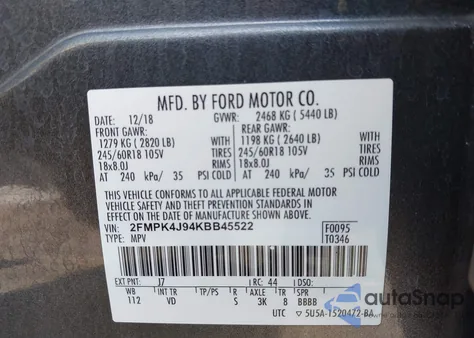 MFD. BY FORD MOTOR CO.
12/18 GVWR: 2468 KG ( 5440 LB)
FRONT GAWR: REAR GAWR:
1279 KG ( 2820 LB) WITH 1198 KG ( 2640 LB) WITH
245/60R18 105V TIRES 245/60R18 105V TIRES
18x8.0J RIMS 18x8.0J RIMS
AT 240 kPa/ 35 PSI COLD AT 240 kPa/ 35 PSI COLD
THIS VEHICLE CONFORMS TO ALL APPLICABLE FEDERAL MOTOR
VEHICLE SAFETY AND THEFT PREVENTION STANDARDS IN
EFFECT ON THE DATE OF MANUFACTURE SHOWN ABOVE.
VIN: 2FMPK4J94KBB45522 F0095
TYPE: MPV T0346
EXT PNT: J7 RC: 44 DSO:
WB INT TR TP/PS R AXLE TR SPR
112 VD S 3K 8 BBBB
UTC 5U5A-1520472-BA
autoSnap